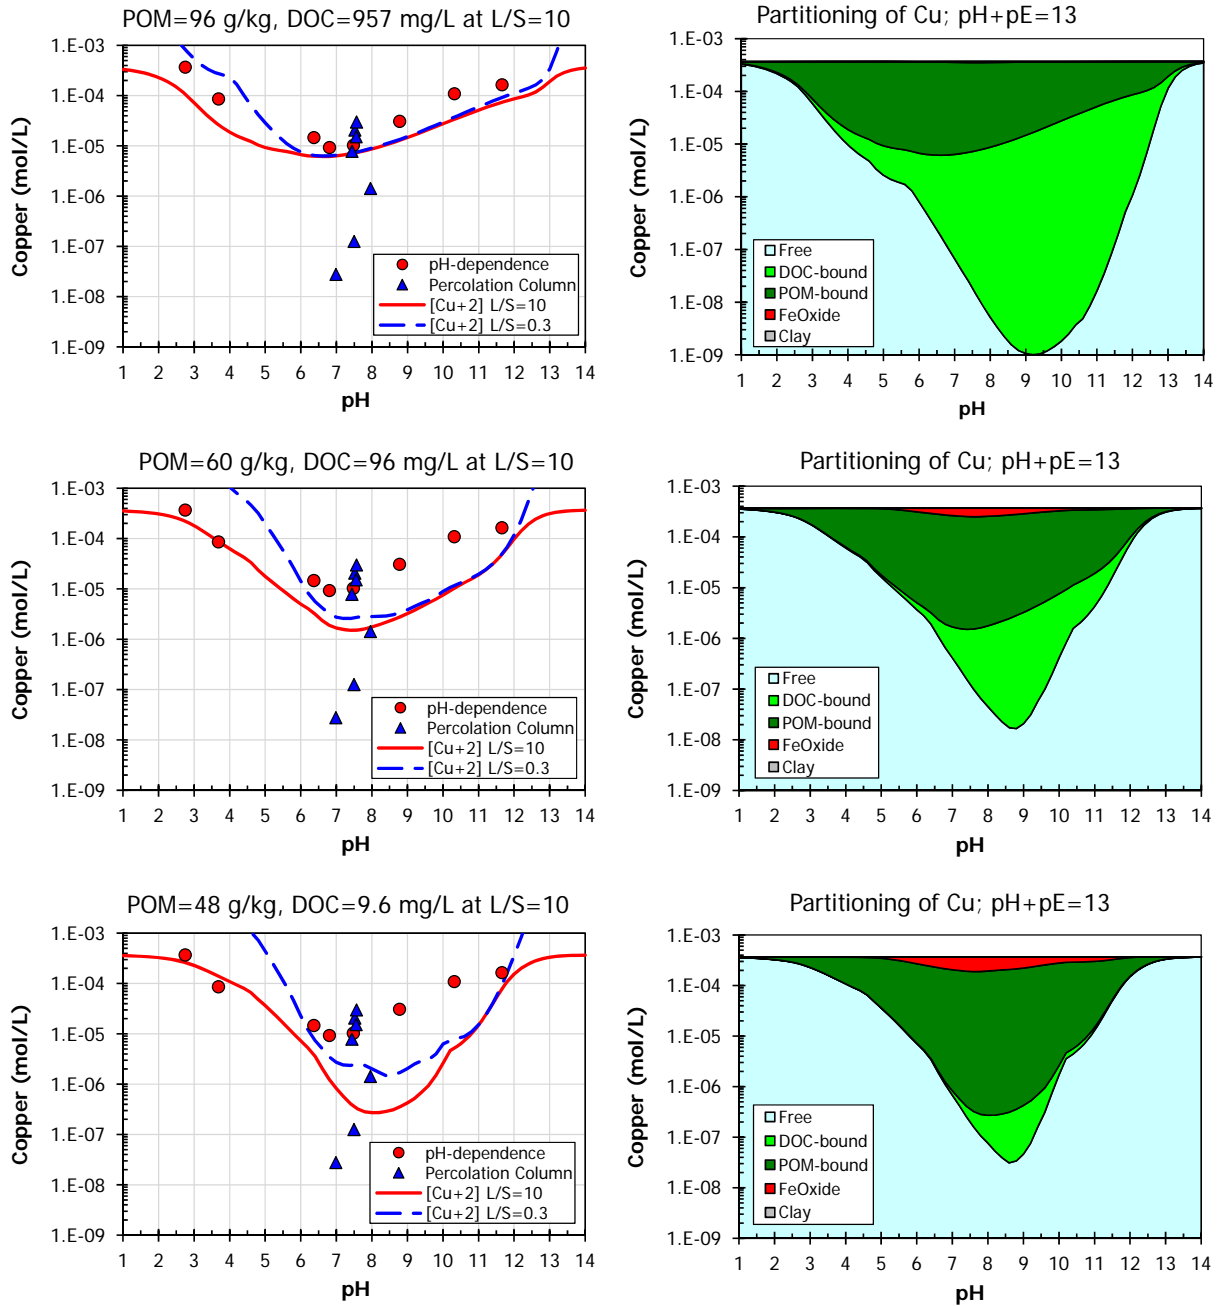 POM=96 g/kg, DOC=957 mg/L at L/S=10
Copper (mol/L)
1.E-03
1.E-04
1.E-05
1.E-06
1.E-07
1.E-08
1.E-09
pH-dependence
Percolation Column
[Cu+2] L/S=10
[Cu+2] L/S=0.3
1 2 3 4 5 6 7 8 9 10 11 12 13 14
pH
Partitioning of Cu; pH+pE=13
Copper (mol/L)
1.E-03
1.E-04
1.E-05
1.E-06
1.E-07
1.E-08
1.E-09
Free
DOC-bound
POM-bound
FeOxide
Clay
1 2 3 4 5 6 7 8 9 10 11 12 13 14
pH
POM=60 g/kg, DOC=96 mg/L at L/S=10
Copper (mol/L)
1.E-03
1.E-04
1.E-05
1.E-06
1.E-07
1.E-08
1.E-09
pH-dependence
Percolation Column
[Cu+2] L/S=10
[Cu+2] L/S=0.3
1 2 3 4 5 6 7 8 9 10 11 12 13 14
pH
Partitioning of Cu; pH+pE=13
Copper (mol/L)
1.E-03
1.E-04
1.E-05
1.E-06
1.E-07
1.E-08
1.E-09
Free
DOC-bound
POM-bound
FeOxide
Clay
1 2 3 4 5 6 7 8 9 10 11 12 13 14
pH
POM=48 g/kg, DOC=9.6 mg/L at L/S=10
Copper (mol/L)
1.E-03
1.E-04
1.E-05
1.E-06
1.E-07
1.E-08
1.E-09
pH-dependence
Percolation Column
[Cu+2] L/S=10
[Cu+2] L/S=0.3
1 2 3 4 5 6 7 8 9 10 11 12 13 14
pH
Partitioning of Cu; pH+pE=13
Copper (mol/L)
1.E-03
1.E-04
1.E-05
1.E-06
1.E-07
1.E-08
1.E-09
Free
DOC-bound
POM-bound
FeOxide
Clay
1 2 3 4 5 6 7 8 9 10 11 12 13 14
pH